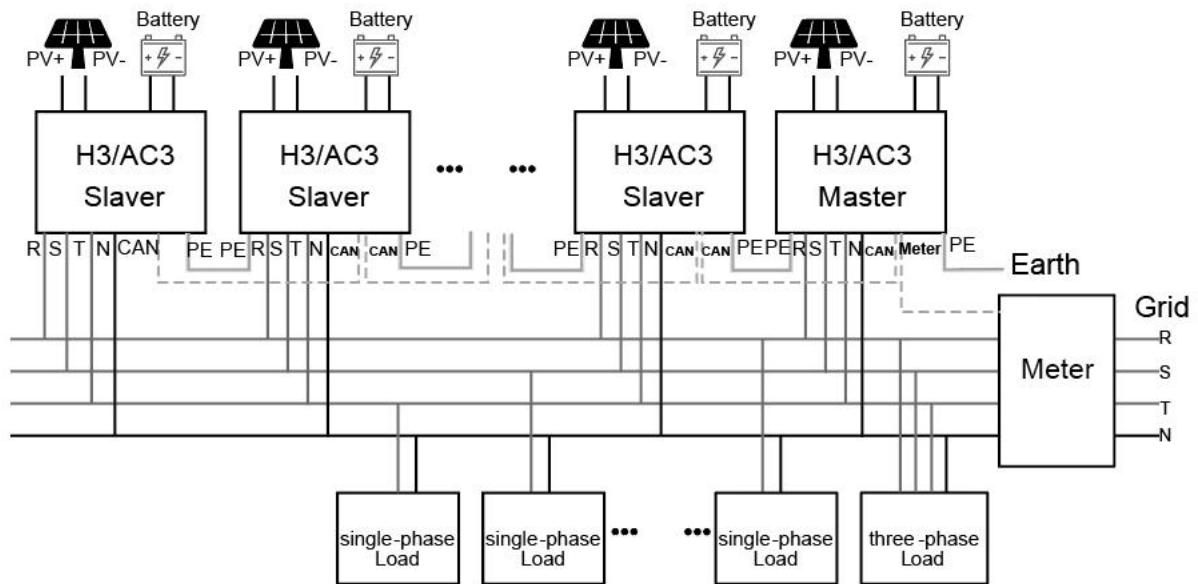 Battery Battery Battery Battery
PV+ PV- PV+ PV- PV+ PV- PV+ PV-
+ - + - + - + -
H3/AC3 H3/AC3 H3/AC3 H3/AC3
Slaver Slaver ••• ••• Slaver Master
R S T N CAN PE PE R S T N CAN CAN PE PE R S T N CAN CAN PE PE R S T N CAN Meter PE
Earth
Grid
R
Meter S
T
N
single-phase single-phase ••• ••• single-phase three-phase
Load Load Load Load